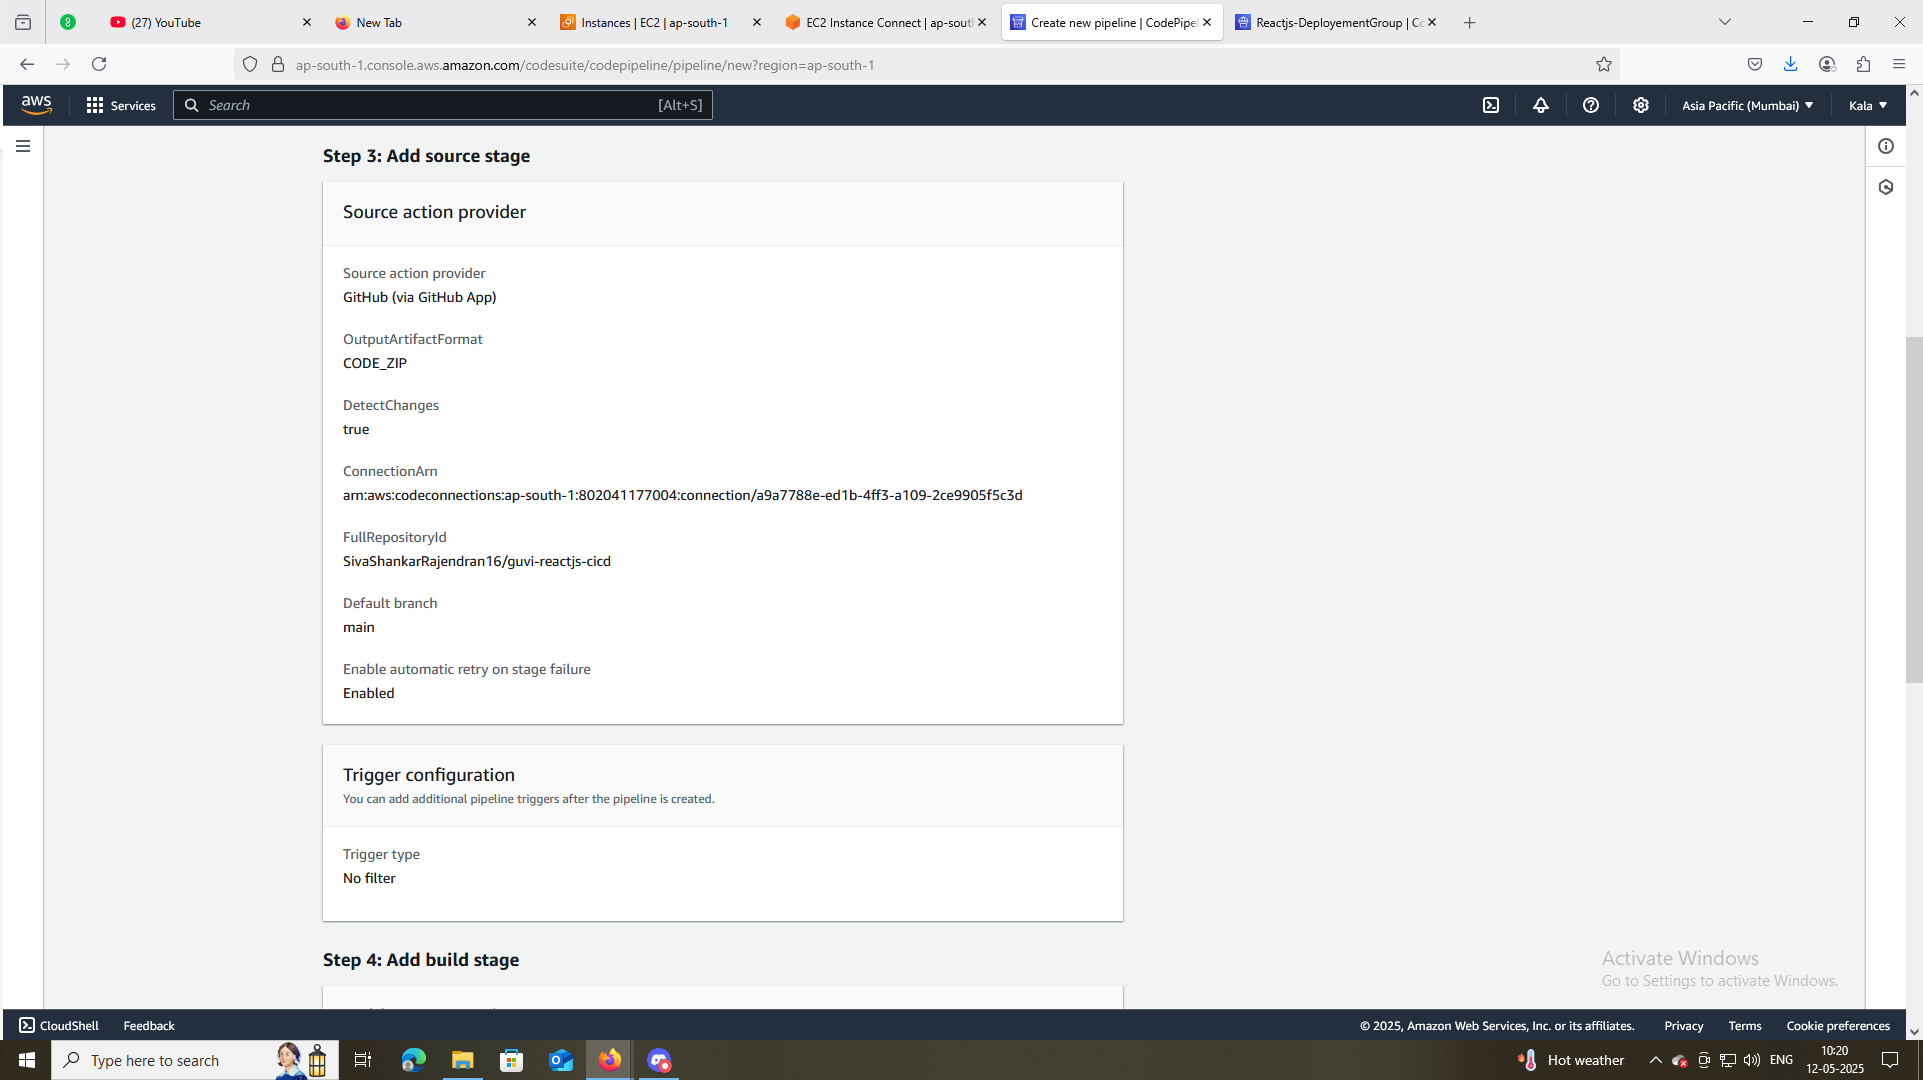 8
(27) YouTube
New Tab
Instances | EC2 | ap-south-1
EC2 Instance Connect | ap-sout
Create new pipeline | CodePipel
Reactjs-DeployementGroup | Co
ap-south-1.console.aws.amazon.com/codesuite/codepipeline/pipeline/new?region=ap-south-1
aws
Services
Search
[Alt+S]
Asia Pacific (Mumbai)
Kala
Step 3: Add source stage
Source action provider
Source action provider
GitHub (via GitHub App)
OutputArtifactFormat
CODE_ZIP
DetectChanges
true
ConnectionArn
arn:aws:codeconnections:ap-south-1:802041177004:connection/a9a7788e-ed1b-4ff3-a109-2ce9905f5c3d
FullRepositoryId
SivaShankarRajendran16/guvi-reactjs-cicd
Default branch
main
Enable automatic retry on stage failure
Enabled
Trigger configuration
You can add additional pipeline triggers after the pipeline is created.
Trigger type
No filter
Step 4: Add build stage
Activate Windows
Go to Settings to activate Windows.
CloudShell
Feedback
© 2025, Amazon Web Services, Inc. or its affiliates.
Privacy
Terms
Cookie preferences
Type here to search
Hot weather
ENG
10:20
12-05-2025